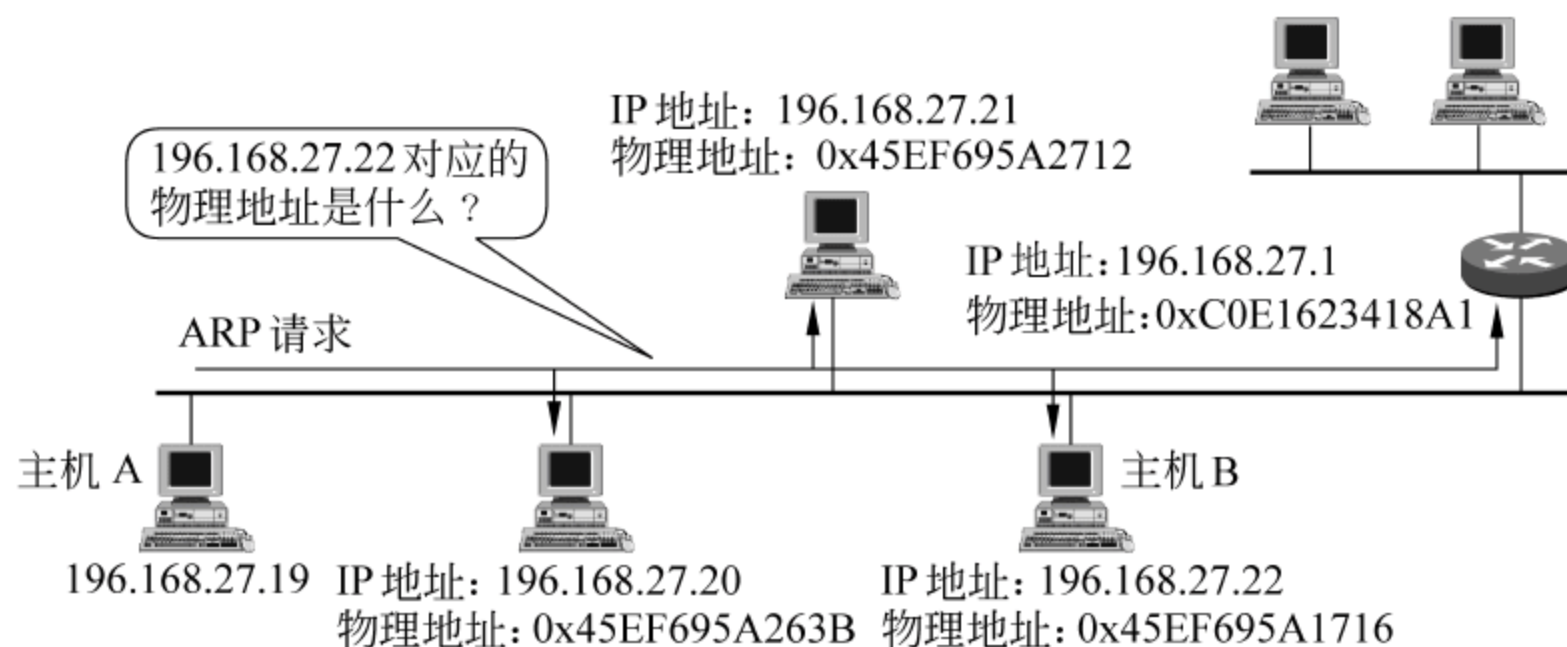 IP 地址：196.168.27.21
物理地址：0x45EF695A2712
196.168.27.22 对应的
物理地址是什么？
IP 地址：196.168.27.1
物理地址：0xC0E1623418A1
ARP 请求
主机 A
主机 B
196.168.27.19
IP 地址：196.168.27.20
物理地址：0x45EF695A263B
IP 地址：196.168.27.22
物理地址：0x45EF695A1716